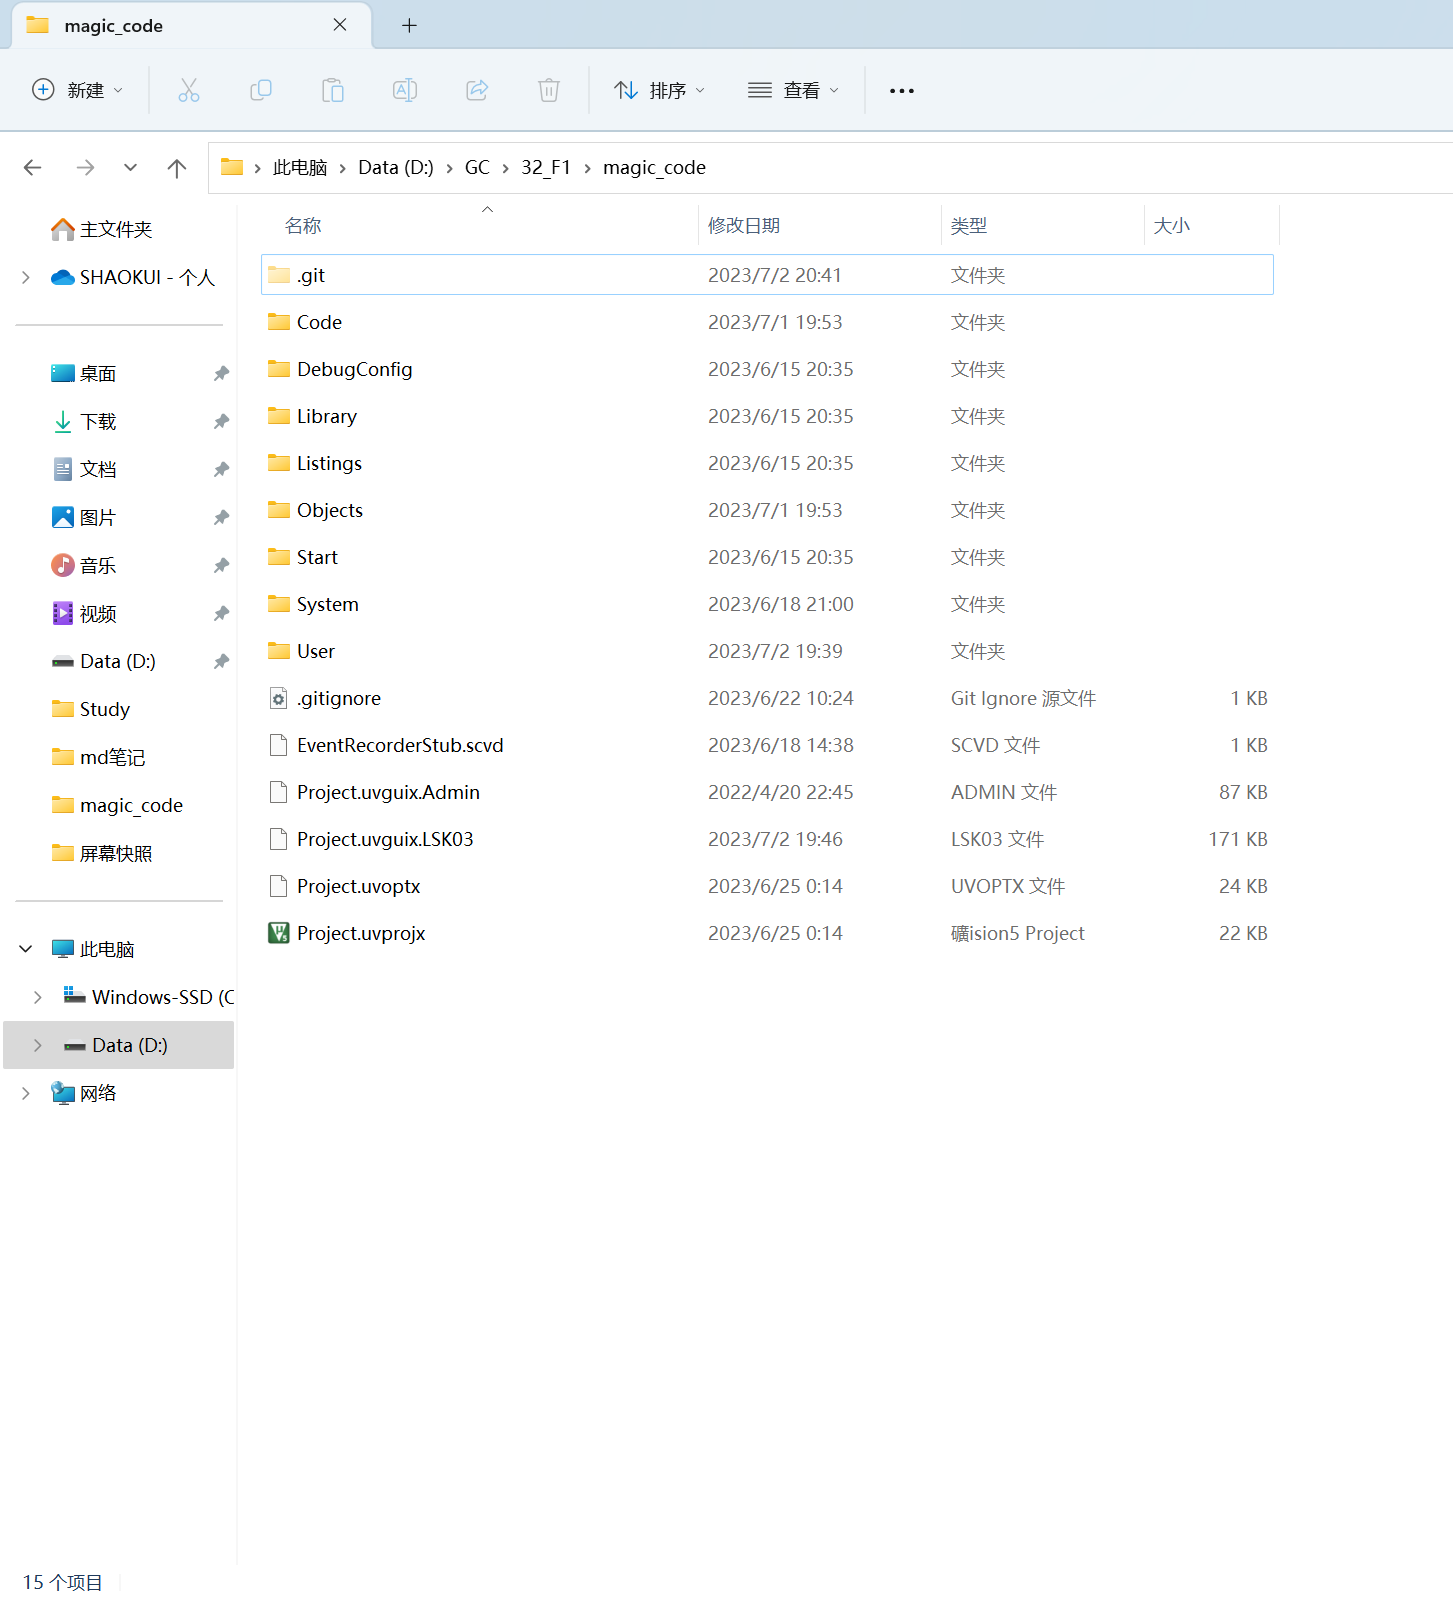 magic_code
新建
排序
查看
此电脑 > Data (D:) > GC > 32_F1 > magic_code
主文件夹
SHAOKUI - 个人
桌面
下载
文档
图片
音乐
视频
Data (D:)
Study
md笔记
magic_code
屏幕快照
此电脑
Windows-SSD (C
Data (D:)
网络
名称 修改日期 类型 大小
.git 2023/7/2 20:41 文件夹
Code 2023/7/1 19:53 文件夹
DebugConfig 2023/6/15 20:35 文件夹
Library 2023/6/15 20:35 文件夹
Listings 2023/6/15 20:35 文件夹
Objects 2023/7/1 19:53 文件夹
Start 2023/6/15 20:35 文件夹
System 2023/6/18 21:00 文件夹
User 2023/7/2 19:39 文件夹
.gitignore 2023/6/22 10:24 Git Ignore 源文件 1 KB
EventRecorderStub.scvd 2023/6/18 14:38 SCVD 文件 1 KB
Project.uvguix.Admin 2022/4/20 22:45 ADMIN 文件 87 KB
Project.uvguix.LSK03 2023/7/2 19:46 LSK03 文件 171 KB
Project.uvoptx 2023/6/25 0:14 UVOPTX 文件 24 KB
Project.uvprojx 2023/6/25 0:14 礦ision5 Project 22 KB
15 个项目